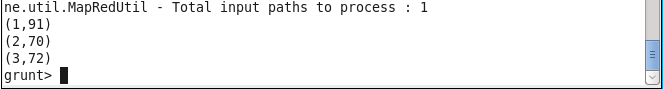 ne.util.MapRedUtil - Total input paths to process : 1
(1,91)
(2,70)
(3,72)
grunt>